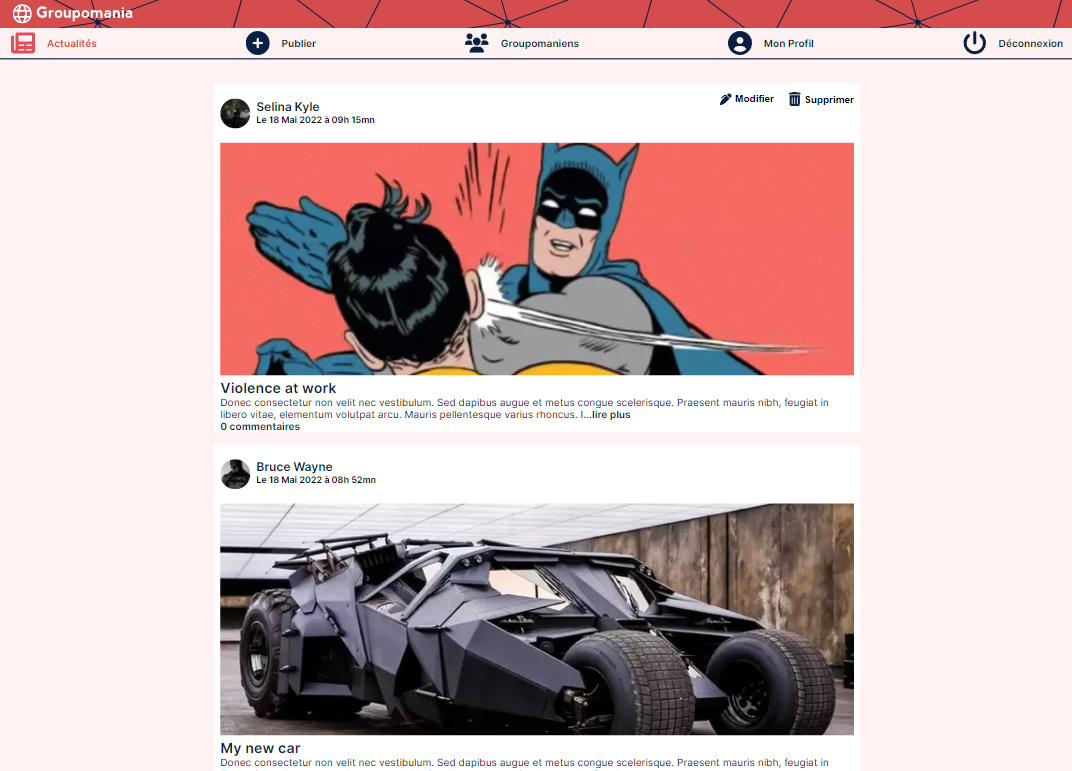 Groupomania
Actualités
Publier
Groupomaniens
Mon Profil
Déconnexion
Selina Kyle
Le 18 Mai 2022 à 09h 15mn
Modifier
Supprimer
Violence at work
Donec consectetur non velit nec vestibulum. Sed dapibus augue et metus congue scelerisque. Praesent mauris nibh, feugiat in
libero vitae, elementum volutpat arcu. Mauris pellentesque varius rhoncus. I...lire plus
0 commentaires
Bruce Wayne
Le 18 Mai 2022 à 08h 52mn
My new car
Donec consectetur non velit nec vestibulum. Sed dapibus augue et metus congue scelerisque. Praesent mauris nibh, feugiat in